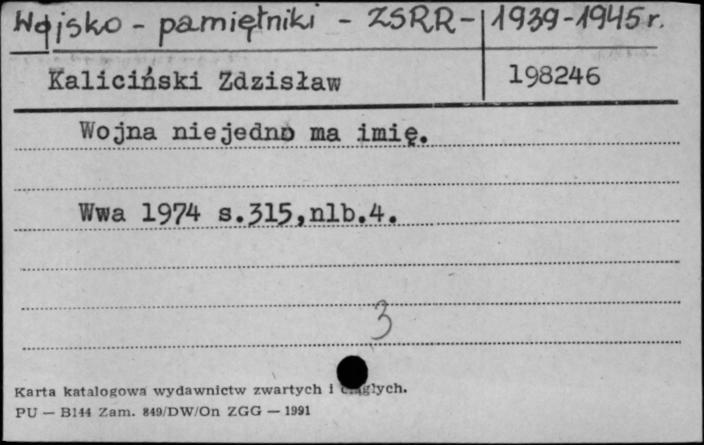 Wojsko - pamiętniki - ZSRR - 1939-1945 r.
Kaliciński Zdzisław 198246
Wojna niejedno ma imię.
Wwa 1974 s.315,nlb.4.
3
Karta katalogowa wydawnictw zwartych i ciągłych.
PU — B144 Zam. 849/DW/On ZGG — 1991